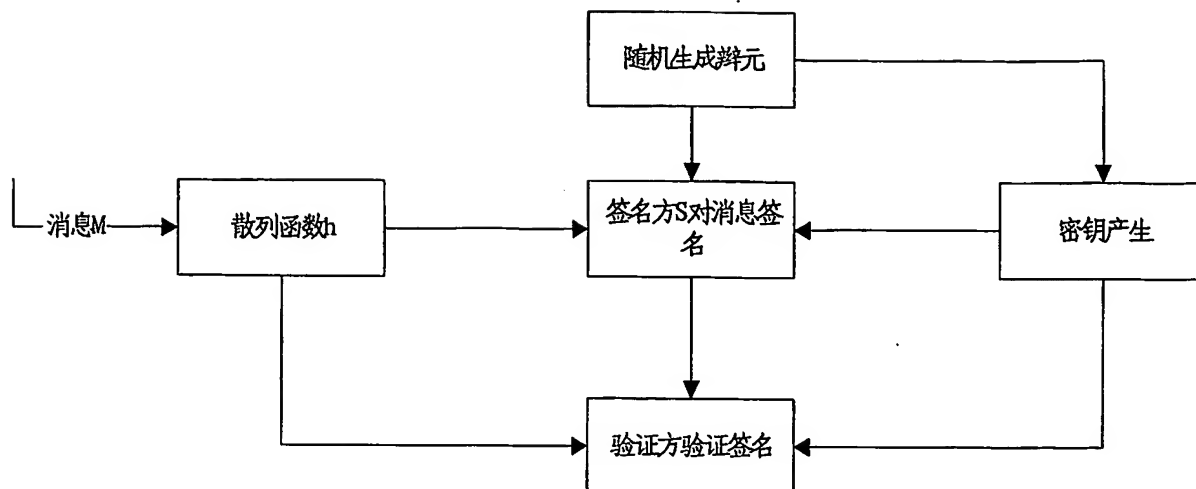 随机生成辫元
消息M
散列函数h
签名方S对消息签
名
密钥产生
验证方验证签名